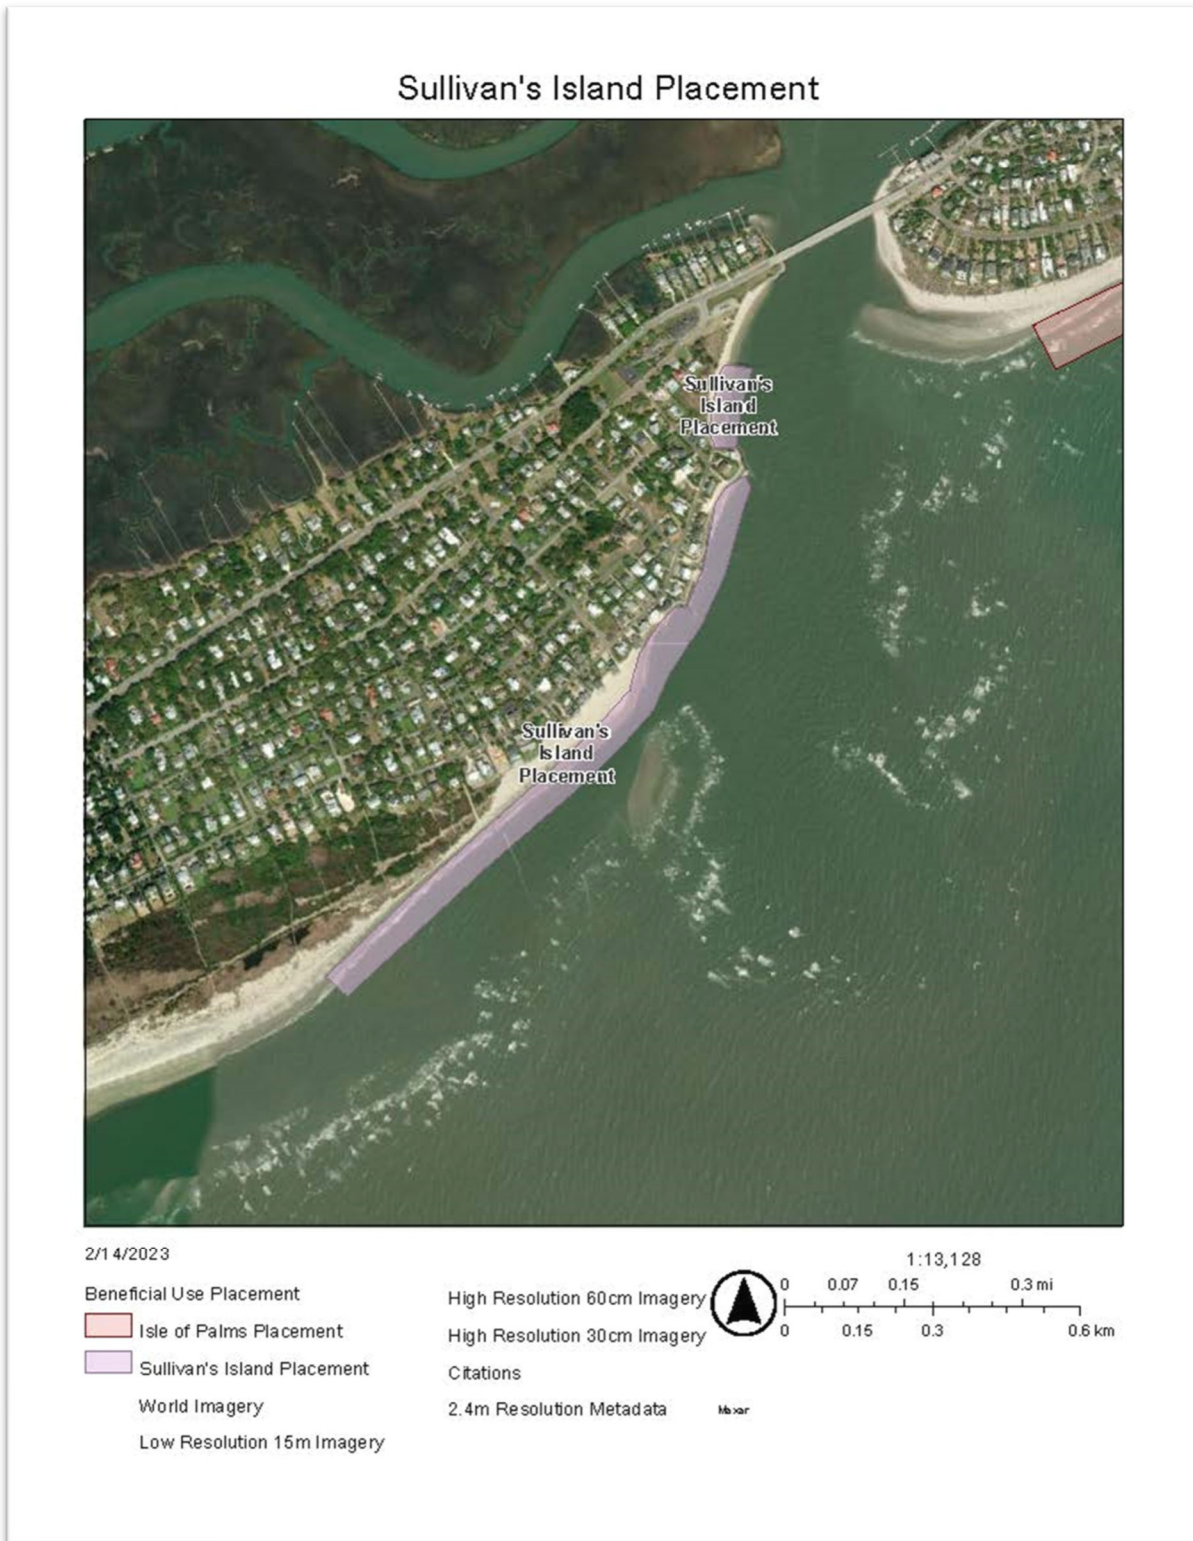 Sullivan's Island Placement
Sullivan's
Island
Placement
Sullivan's
Island
Placement
2/14/2023
Beneficial Use Placement
Isle of Palms Placement
Sullivan's Island Placement
World Imagery
Low Resolution 15m Imagery
High Resolution 60cm Imagery
High Resolution 30cm Imagery
Citations
2.4m Resolution Metadata
1:13,128
0 0.07 0.15 0.3 mi
0 0.15 0.3 0.6 km
Maxar